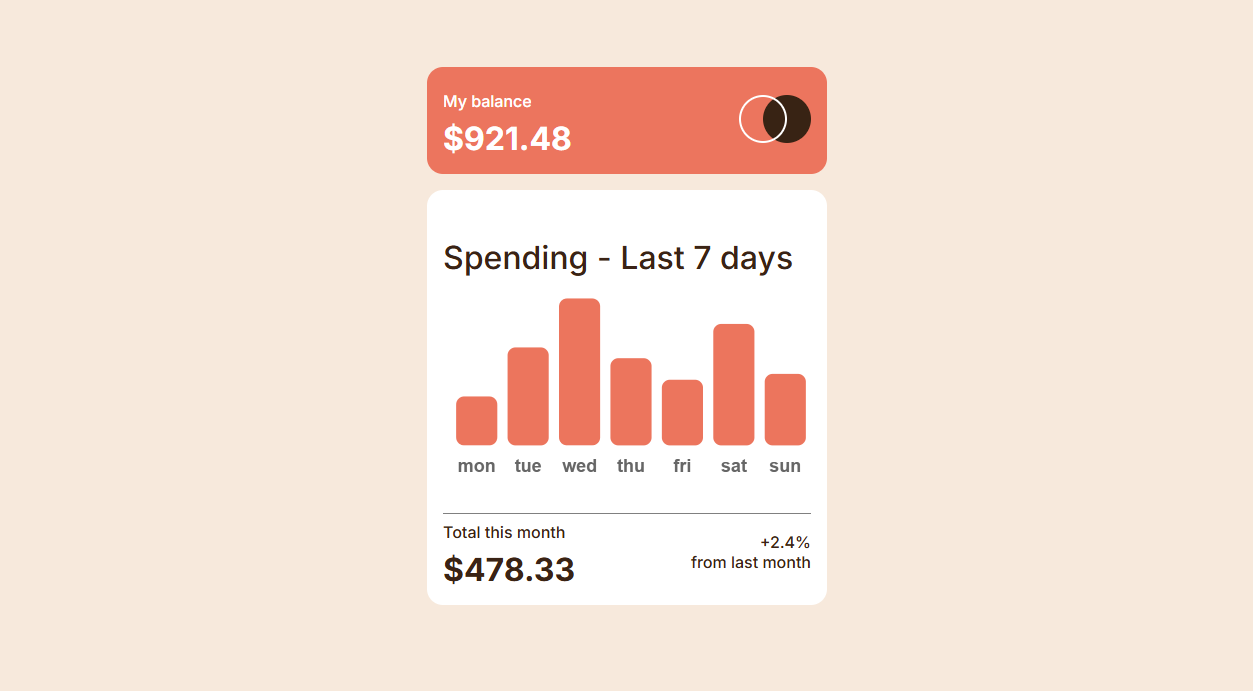 My balance
$921.48
Spending - Last 7 days
mon tue wed thu fri sat sun
Total this month
$478.33
+2.4%
from last month